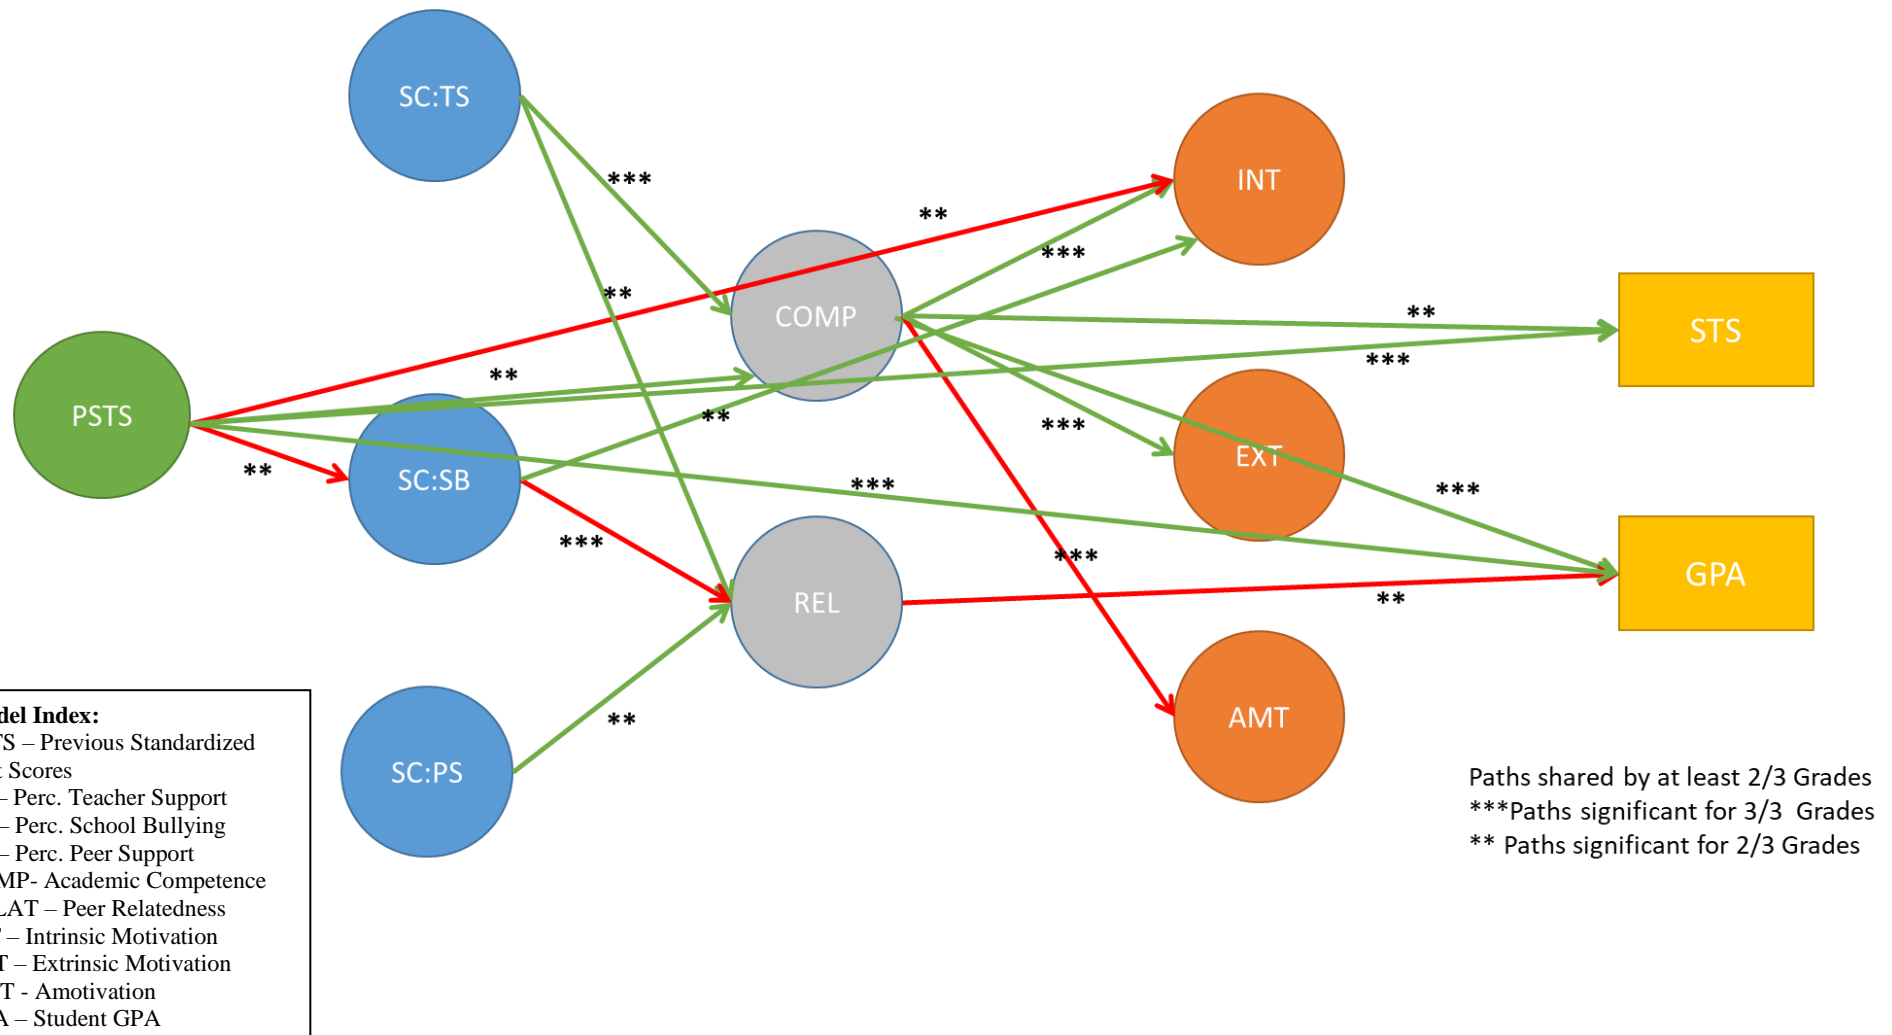 SC:TS
***
INT
**
***
**
COMP
STS
**
***
**
PSTS
**
***
EXT
**
SC:SB
***
***
***
***
GPA
REL
**
**
SC:PS
AMT
del Index:
TS – Previous Standardized
t Scores
– Perc. Teacher Support
– Perc. School Bullying
– Perc. Peer Support
MP- Academic Competence
LAT – Peer Relatedness
– Intrinsic Motivation
T – Extrinsic Motivation
T - Amotivation
A – Student GPA
Paths shared by at least 2/3 Grades
***Paths significant for 3/3 Grades
** Paths significant for 2/3 Grades